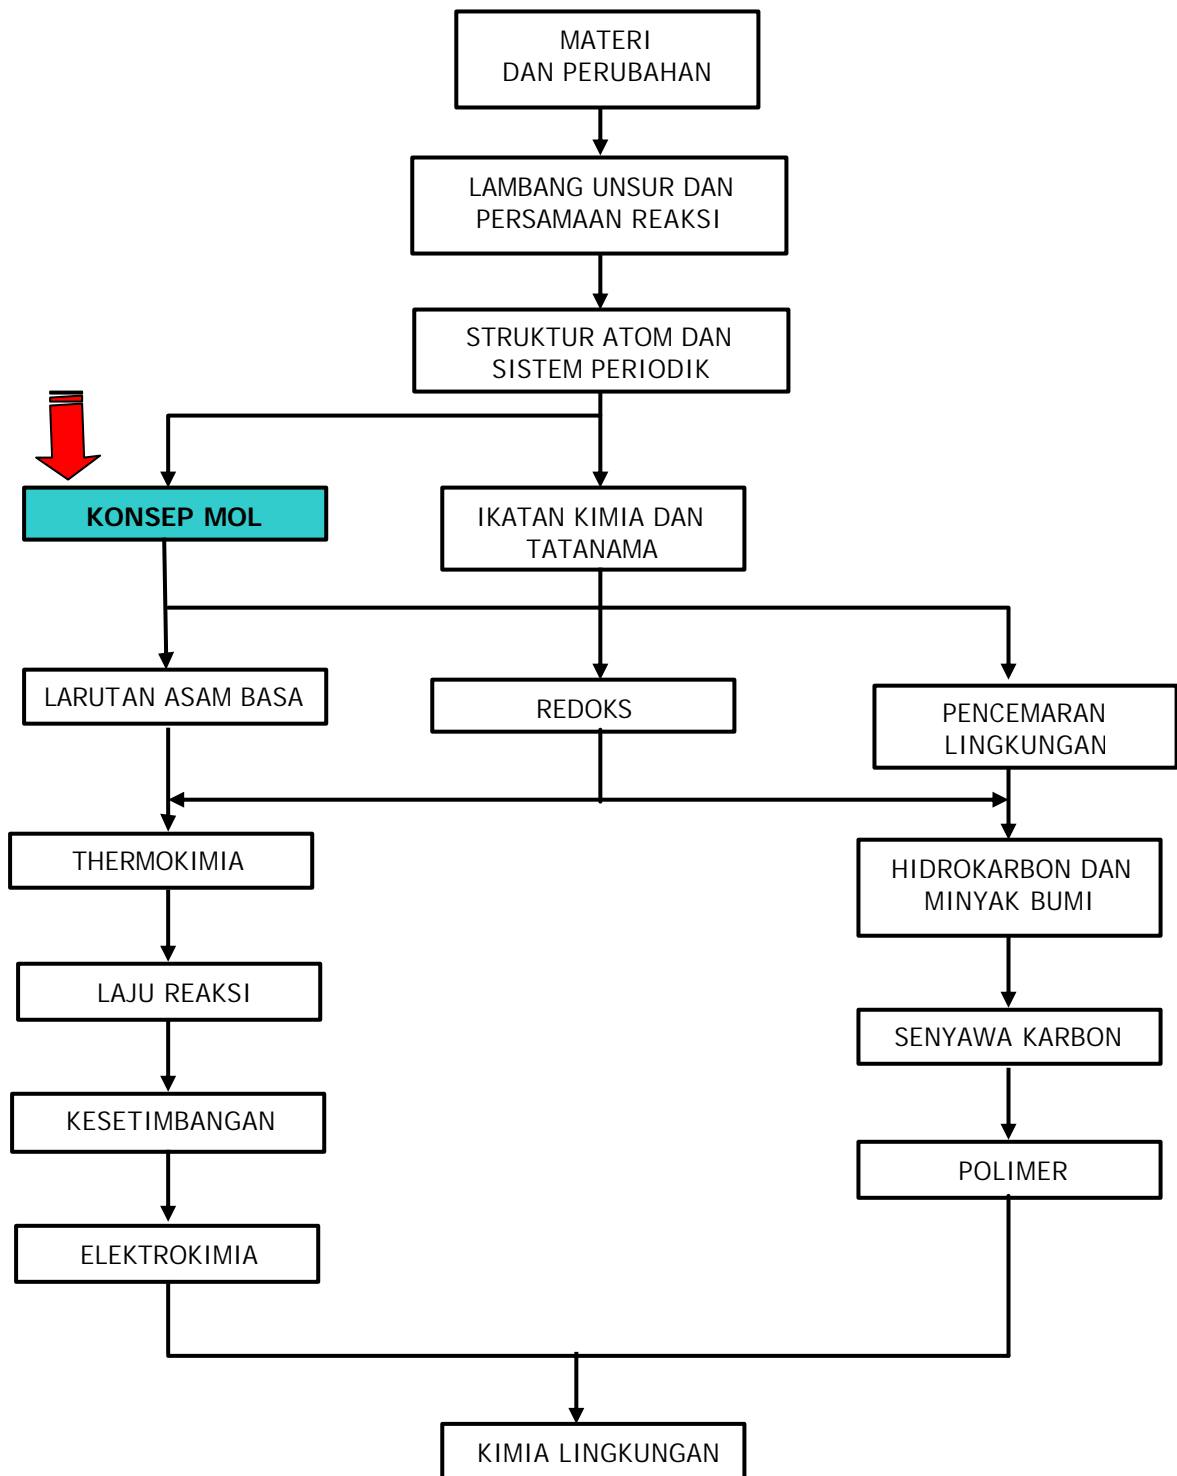 MATERI
DAN PERUBAHAN
LAMBANG UNSUR DAN
PERSAMAAN REAKSI
STRUKTUR ATOM DAN
SISTEM PERIODIK
KONSEP MOL
IKATAN KIMIA DAN
TATANAMA
LARUTAN ASAM BASA
REDOKS
PENCEMARAN
LINGKUNGAN
THERMOKIMIA
HIDROKARBON DAN
MINYAK BUMI
LAJU REAKSI
SENYAWA KARBON
KESETIMBANGAN
POLIMER
ELEKTROKIMIA
KIMIA LINGKUNGAN